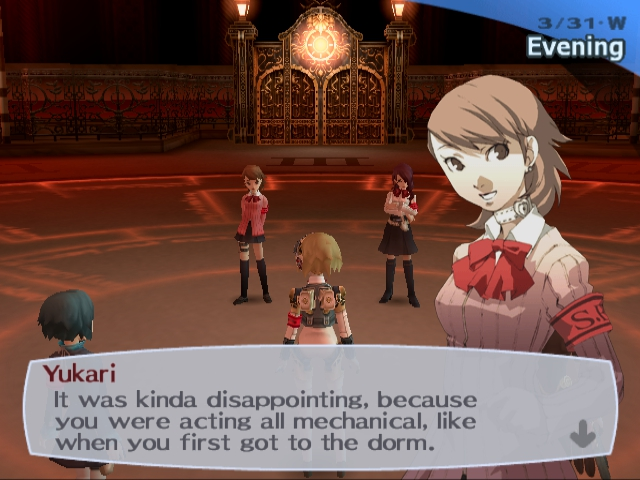 3/31·W
Evening
S.
Yukari
It was kinda disappointing, because
you were acting all mechanical, like
when you first got to the dorm.